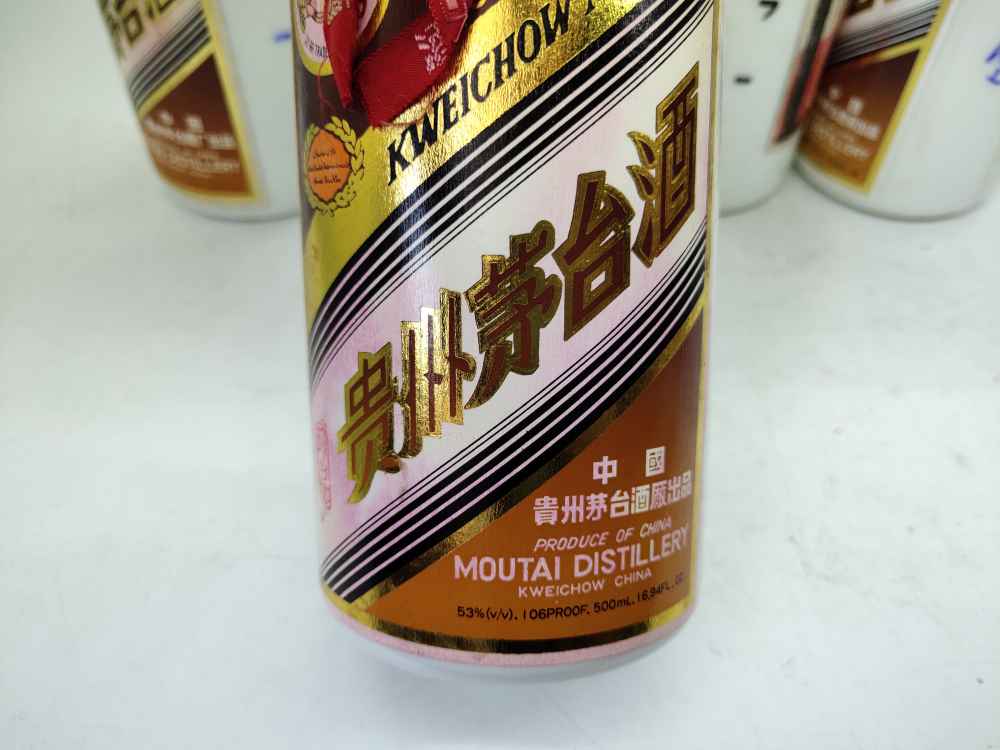 KWEICHOW
贵州茅台酒
中國
貴州茅台酒廠出品
PRODUCE OF CHINA
MOUTAI DISTILLERY
KWEICHOW CHINA
53%(v/v). 106PROOF. 500mL. 16.94FL. OZ